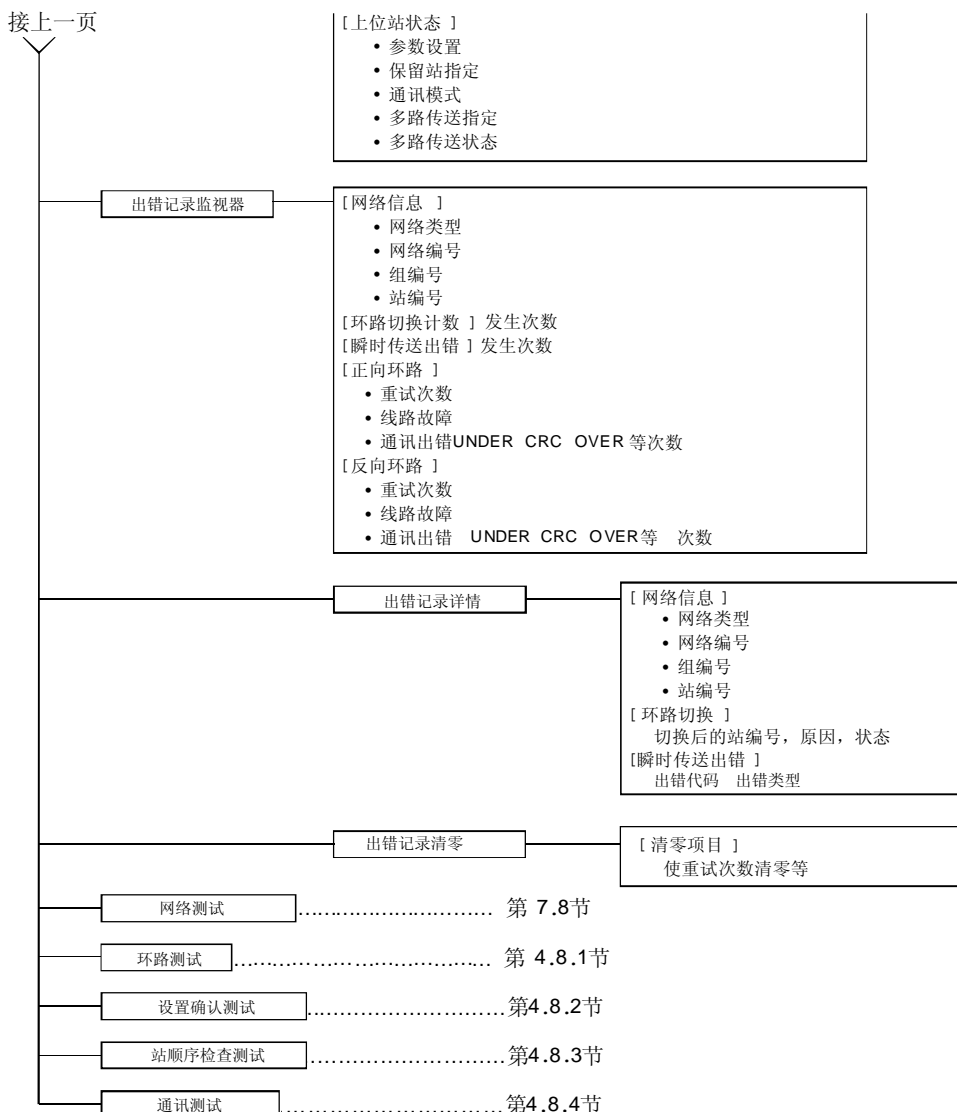 接上一页
[上位站状态 ]
• 参数设置
• 保留站指定
• 通讯模式
• 多路传送指定
• 多路传送状态
出错记录监视器
[网络信息 ]
• 网络类型
• 网络编号
• 组编号
• 站编号
[环路切换计数 ] 发生次数
[瞬时传送出错 ] 发生次数
[正向环路 ]
• 重试次数
• 线路故障
• 通讯出错UNDER CRC OVER 等次数
[反向环路 ]
• 重试次数
• 线路故障
• 通讯出错 UNDER CRC OVER等 次数
出错记录详情
[ 网络信息 ]
• 网络类型
• 网络编号
• 组编号
• 站编号
[ 环路切换 ]
切换后的站编号，原因，状态
[瞬时传送出错 ]
出错代码 出错类型
出错记录清零
[ 清零项目 ]
使重试次数清零等
网络测试 ............................ 第 7.8节
环路测试 ..................................... 第 4.8.1节
设置确认测试 ............................第4.8.2节
站顺序检查测试 ............................第4.8.3节
通讯测试 ................................第4.8.4节